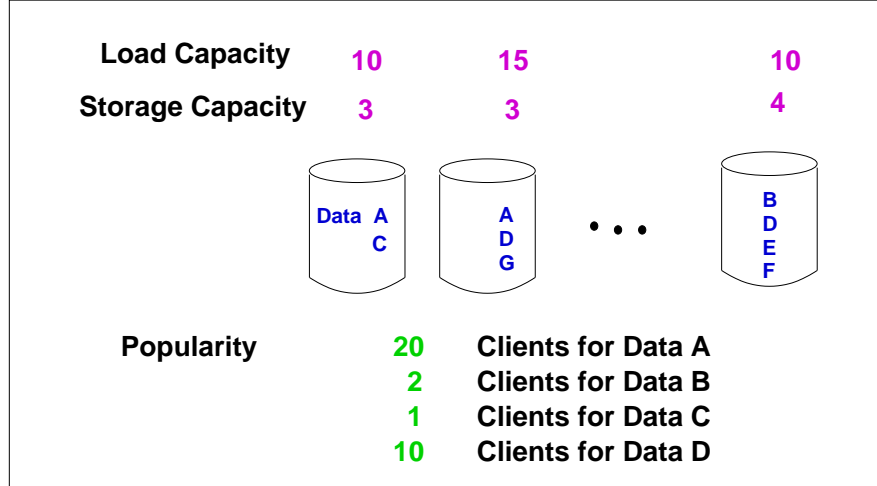 Load Capacity 10 15 10
Storage Capacity 3 3 4
Data A A B
C D D
G E
F
Popularity 20 Clients for Data A
2 Clients for Data B
1 Clients for Data C
10 Clients for Data D